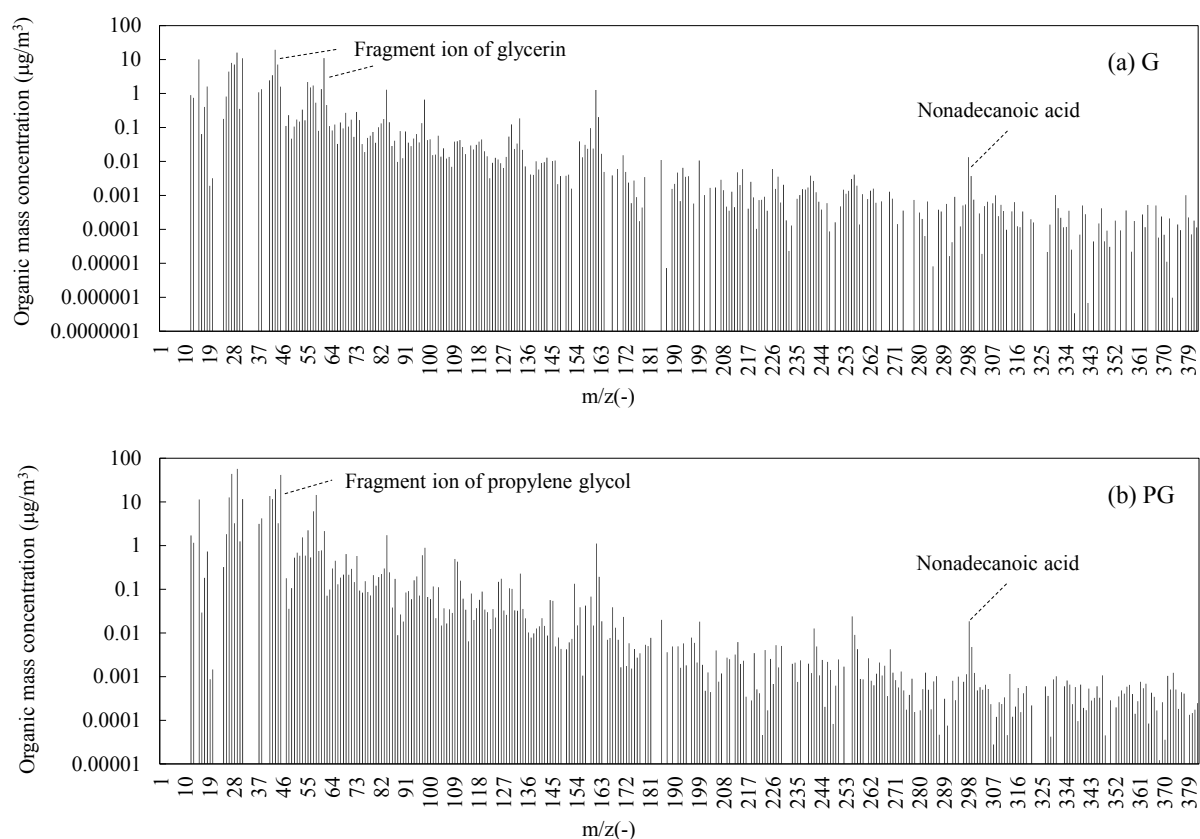 Organic mass concentration (µg/m³)
100
10
1
0.1
0.01
0.001
0.0001
0.00001
0.000001
0.0000001
Fragment ion of glycerin
(a) G
Nonadecanoic acid
1 10 19 28 37 46 55 64 73 82 91 100 109 118 127 136 145 154 163 172 181 190 199 208 217 226 235 244 253 262 271 280 289 298 307 316 325 334 343 352 361 370 379
m/z(-)
Organic mass concentration (µg/m³)
100
10
1
0.1
0.01
0.001
0.0001
0.00001
Fragment ion of propylene glycol
(b) PG
Nonadecanoic acid
1 10 19 28 37 46 55 64 73 82 91 100 109 118 127 136 145 154 163 172 181 190 199 208 217 226 235 244 253 262 271 280 289 298 307 316 325 334 343 352 361 370 379
m/z(-)